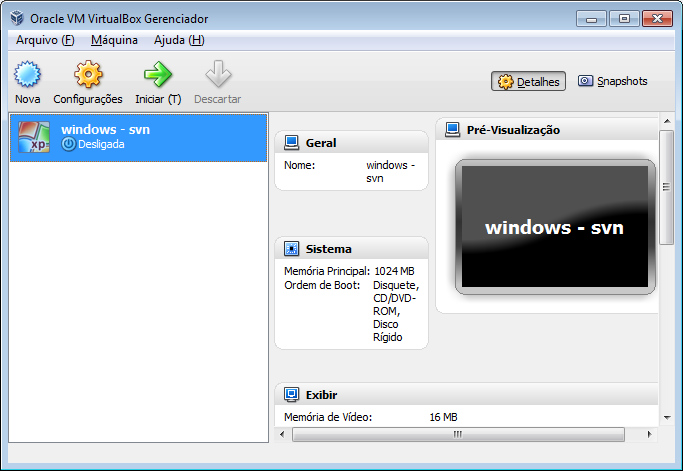 Oracle VM VirtualBox Gerenciador
Arquivo (F) Máquina Ajuda (H)
Nova Configurações Iniciar (T) Descartar
Detalhes Snapshots
xp
windows - svn
Desligada
Geral
Nome: windows -
svn
Sistema
Memória Principal: 1024 MB
Ordem de Boot: Disquete,
CD/DVD-
ROM,
Disco
Rígido
Exibir
Memória de Vídeo: 16 MB
Pré-Visualização
windows - svn